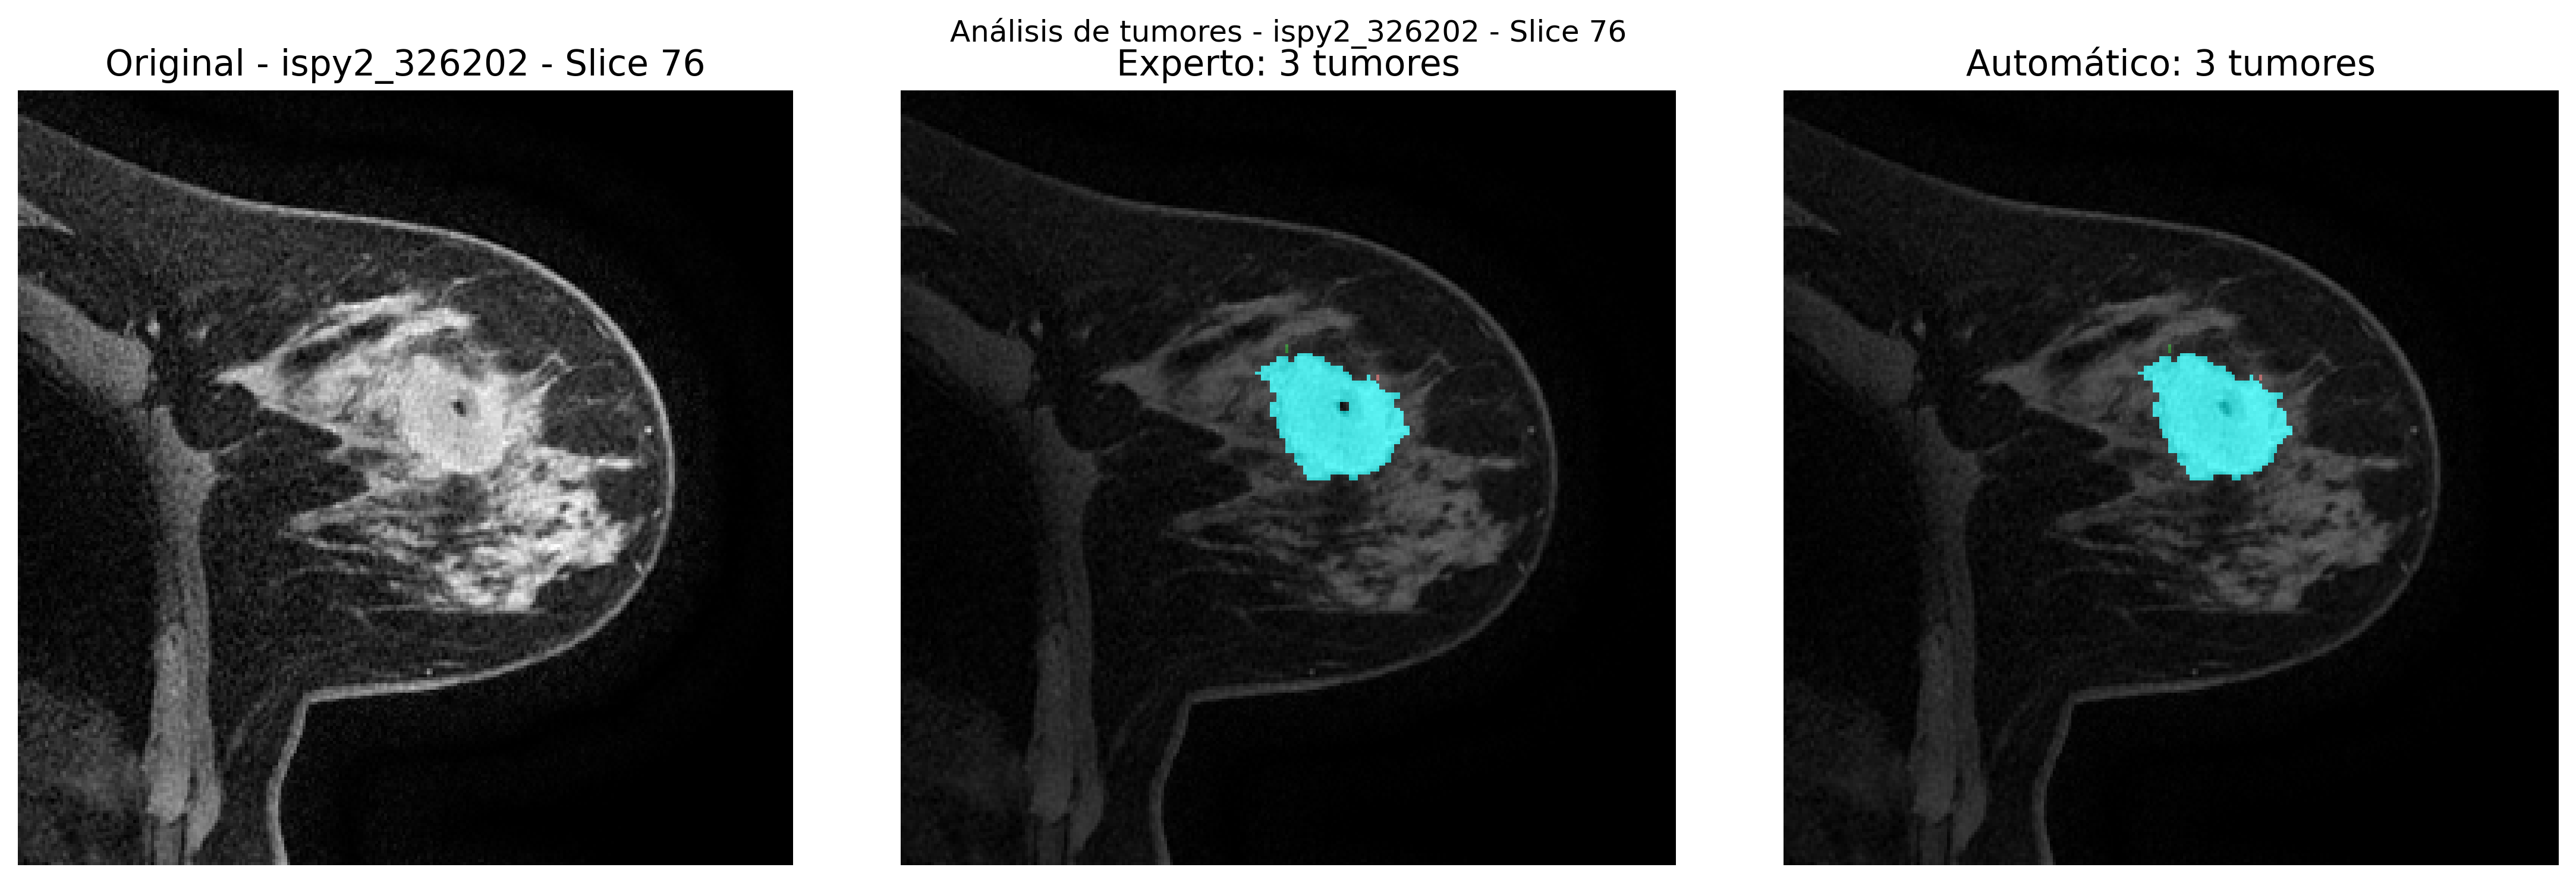 Análisis de tumores - ispy2_326202 - Slice 76
Original - ispy2_326202 - Slice 76
Experto: 3 tumores
Automático: 3 tumores